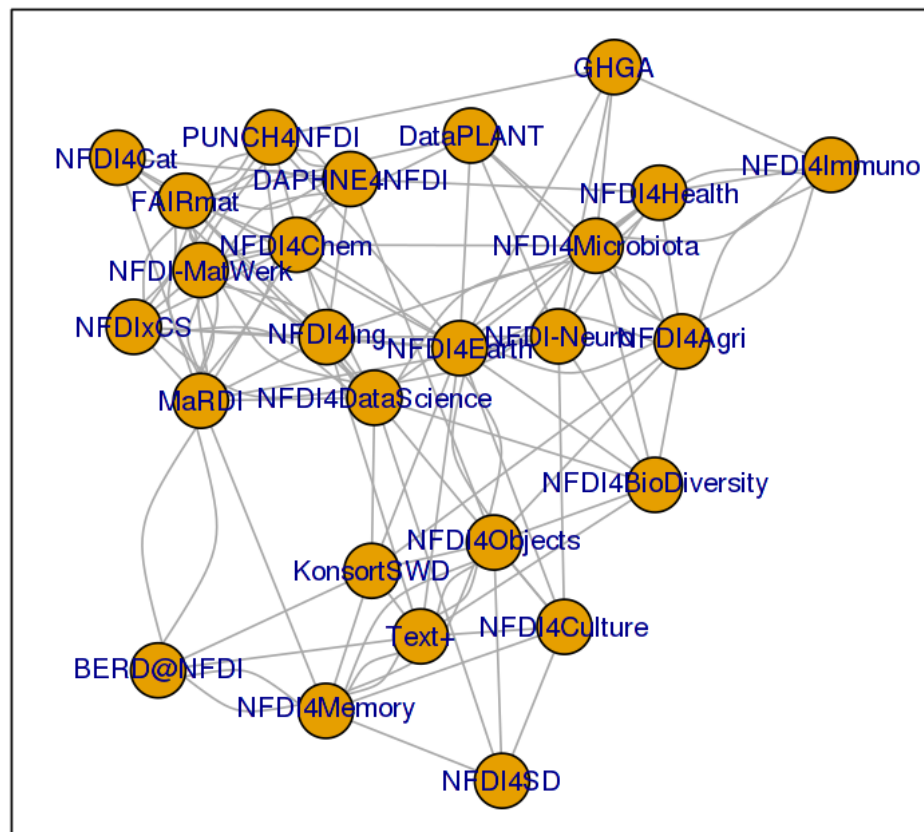 GHGA
PUNCH4NFDI
DataPLANT
NFDI4Cat
NFDI4Immuno
DAPHNE4NFDI
NFDI4Health
FAIRmat
NFDI4Chem
NFDI4Microbiota
NFDI-MatWerk
NFDIxCS
NFDI4Ing
NFDI4Earth
NFDI-Neuro
NFDI4Agri
MaRDI
NFDI4DataScience
NFDI4BioDiversity
NFDI4Objects
KonsortSWD
Text+
NFDI4Culture
BERD@NFDI
NFDI4Memory
NFDI4SD